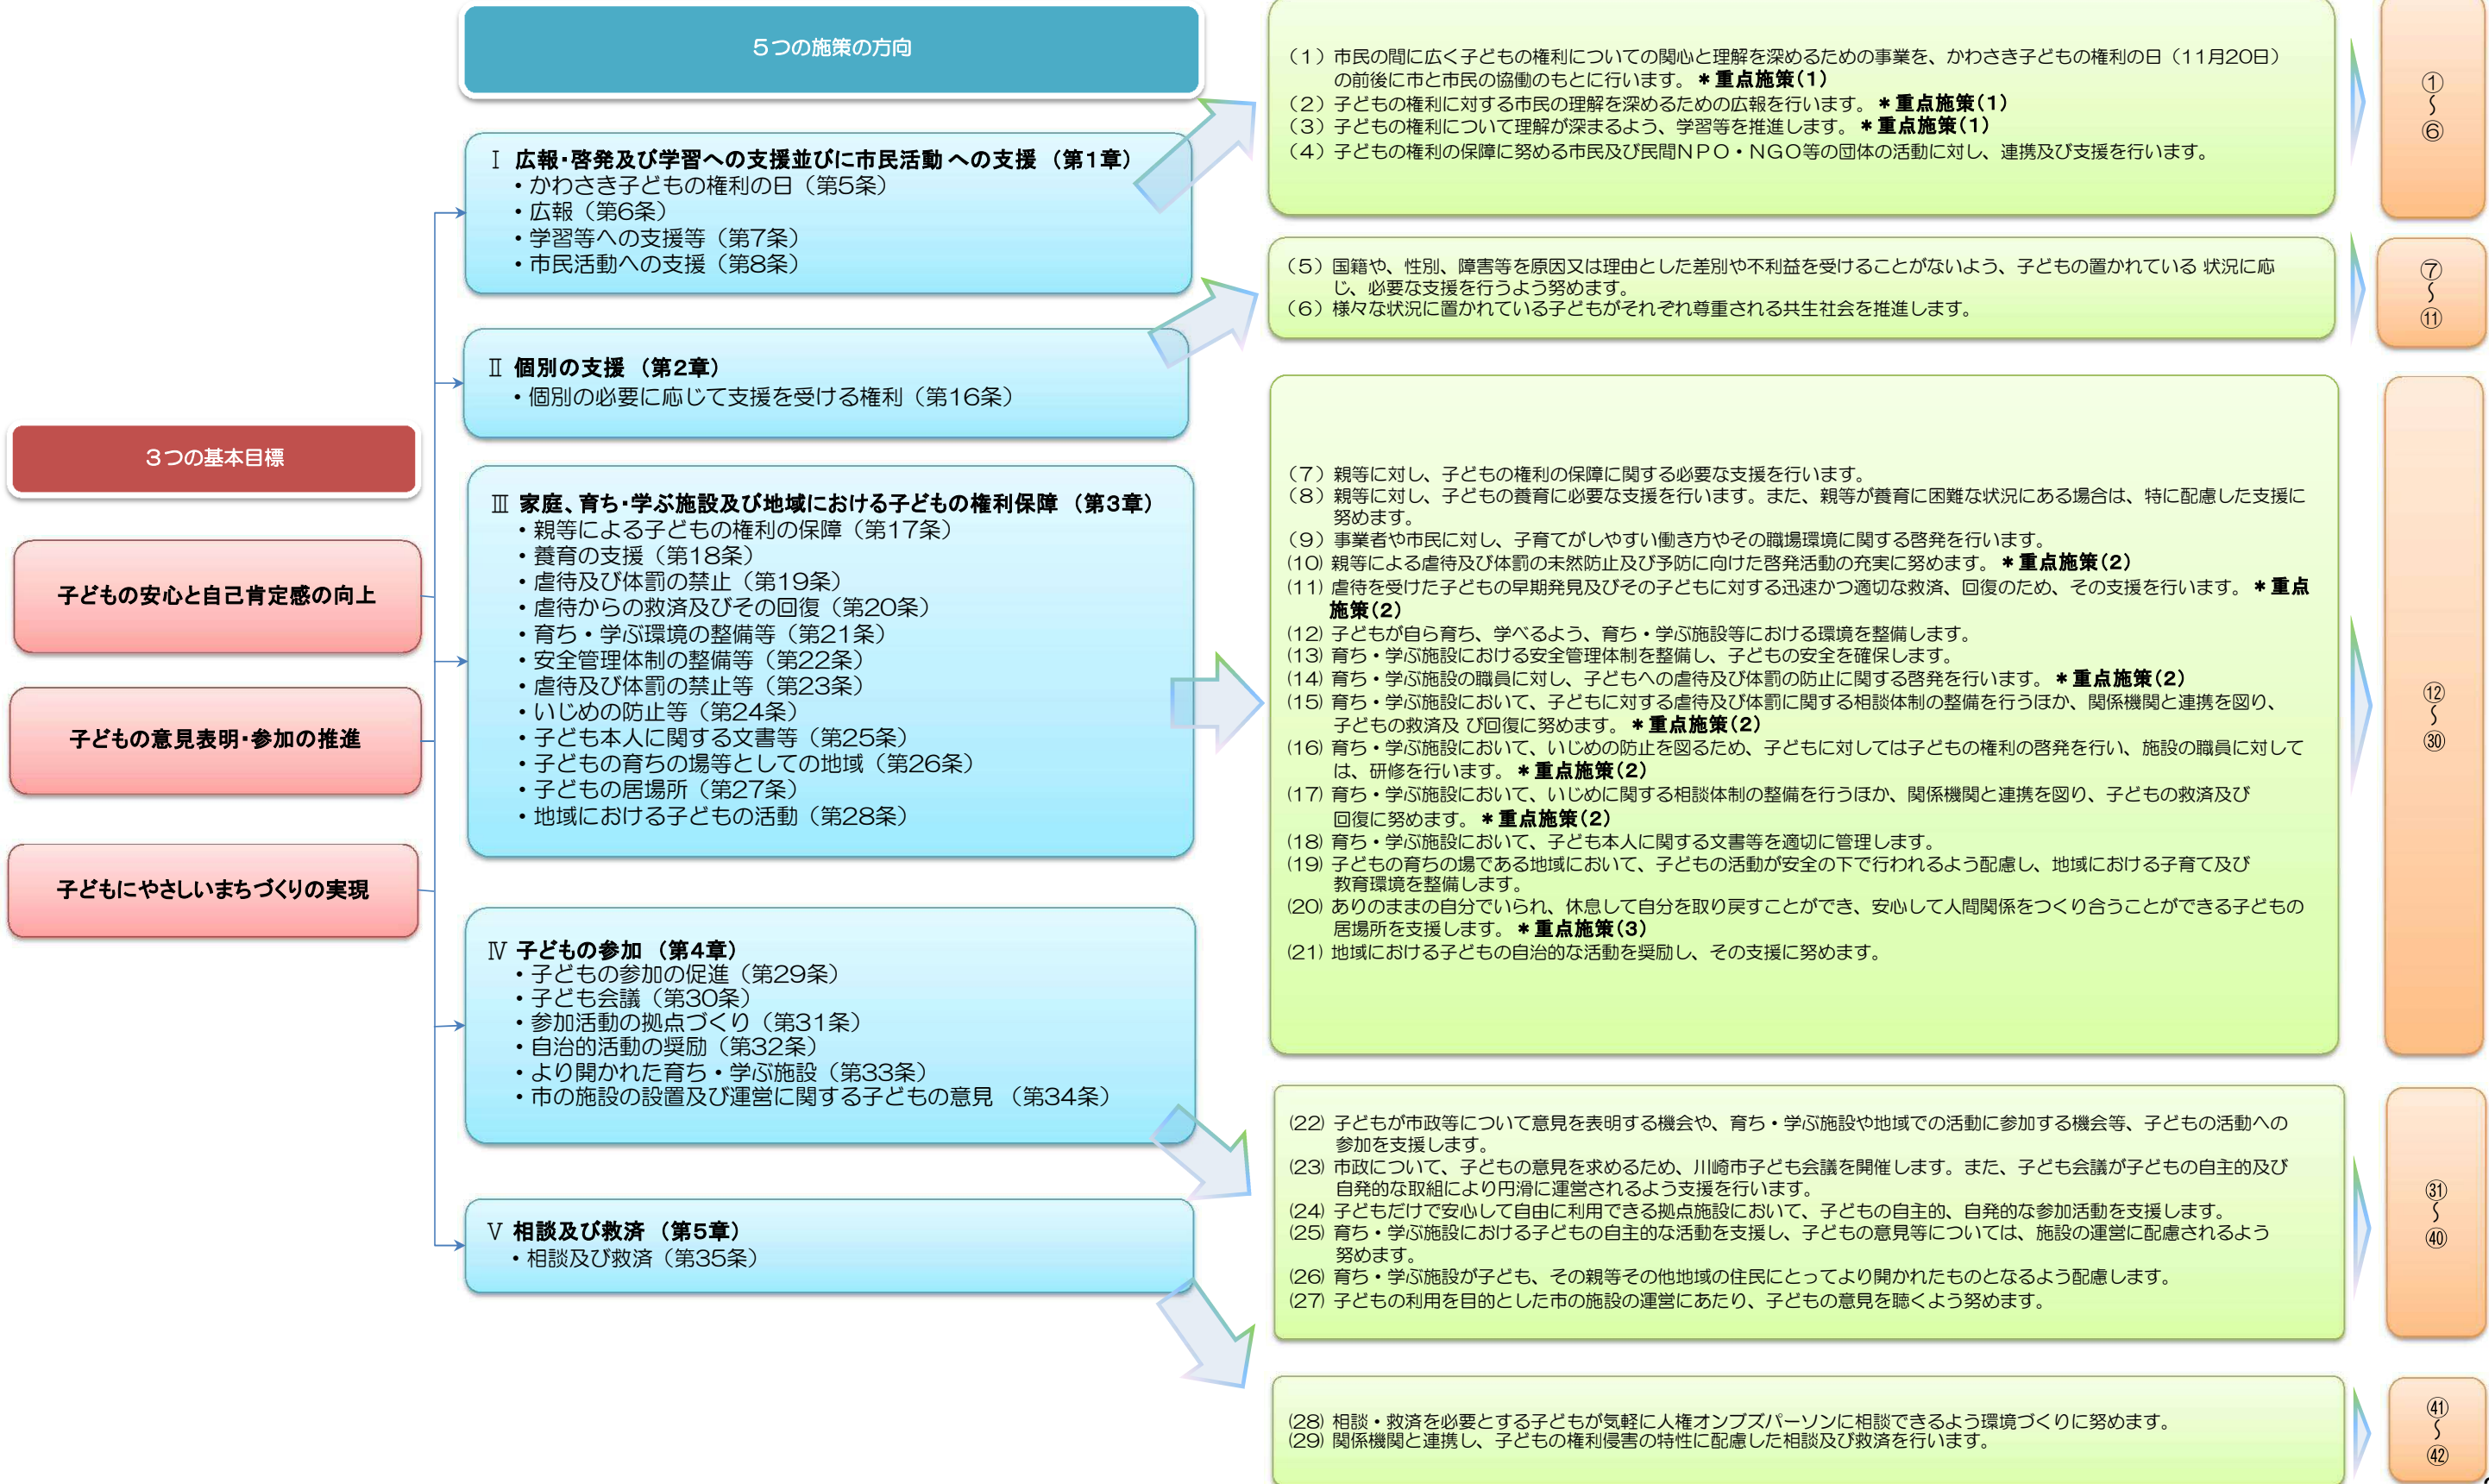 5つの施策の方向
Ⅰ 広報・啓発及び学習への支援並びに市民活動 への支援 （第1章）
・かわさき子どもの権利の日（第5条）
・広報（第6条）
・学習等への支援等（第7条）
・市民活動への支援（第8条）
Ⅱ 個別の支援 （第2章）
・個別の必要に応じて支援を受ける権利（第16条）
3つの基本目標
子どもの安心と自己肯定感の向上
子どもの意見表明・参加の推進
子どもにやさしいまちづくりの実現
Ⅲ 家庭、育ち・学ぶ施設及び地域における子どもの権利保障 （第3章）
・親等による子どもの権利の保障（第17条）
・養育の支援（第18条）
・虐待及び体罰の禁止（第19条）
・虐待からの救済及びその回復（第20条）
・育ち・学ぶ環境の整備等（第21条）
・安全管理体制の整備等（第22条）
・虐待及び体罰の禁止等（第23条）
・いじめの防止等（第24条）
・子ども本人に関する文書等（第25条）
・子どもの育ちの場等としての地域（第26条）
・子どもの居場所（第27条）
・地域における子どもの活動（第28条）
Ⅳ 子どもの参加 （第4章）
・子どもの参加の促進（第29条）
・子ども会議（第30条）
・参加活動の拠点づくり（第31条）
・自治的活動の奨励（第32条）
・より開かれた育ち・学ぶ施設（第33条）
・市の施設の設置及び運営に関する子どもの意見 （第34条）
Ⅴ 相談及び救済 （第5章）
・相談及び救済（第35条）
（1）市民の間に広く子どもの権利についての関心と理解を深めるための事業を、かわさき子どもの権利の日（11月20日）
の前後に市と市民の協働のもとに行います。＊重点施策(1)
（2）子どもの権利に対する市民の理解を深めるための広報を行います。＊重点施策(1)
（3）子どもの権利について理解が深まるよう、学習等を推進します。＊重点施策(1)
（4）子どもの権利の保障に努める市民及び民間NPO・NGO等の団体の活動に対し、連携及び支援を行います。
①
～
⑥
（5）国籍や、性別、障害等を原因又は理由とした差別や不利益を受けることがないよう、子どもの置かれている 状況に応
じ、必要な支援を行うよう努めます。
（6）様々な状況に置かれている子どもがそれぞれ尊重される共生社会を推進します。
⑦
～
⑪
（7）親等に対し、子どもの権利の保障に関する必要な支援を行います。
（8）親等に対し、子どもの養育に必要な支援を行います。また、親等が養育に困難な状況にある場合は、特に配慮した支援に
努めます。
（9）事業者や市民に対し、子育てがしやすい働き方やその職場環境に関する啓発を行います。
(10) 親等による虐待及び体罰の未然防止及び予防に向けた啓発活動の充実に努めます。＊重点施策(2)
(11) 虐待を受けた子どもの早期発見及びその子どもに対する迅速かつ適切な救済、回復のため、その支援を行います。＊重点
施策(2)
(12) 子どもが自ら育ち、学べるよう、育ち・学ぶ施設等における環境を整備します。
(13) 育ち・学ぶ施設における安全管理体制を整備し、子どもの安全を確保します。
(14) 育ち・学ぶ施設の職員に対し、子どもへの虐待及び体罰の防止に関する啓発を行います。＊重点施策(2)
(15) 育ち・学ぶ施設において、子どもに対する虐待及び体罰に関する相談体制の整備を行うほか、関係機関と連携を図り、
子どもの救済及 び回復に努めます。＊重点施策(2)
(16) 育ち・学ぶ施設において、いじめの防止を図るため、子どもに対しては子どもの権利の啓発を行い、施設の職員に対して
は、研修を行います。＊重点施策(2)
(17) 育ち・学ぶ施設において、いじめに関する相談体制の整備を行うほか、関係機関と連携を図り、子どもの救済及び
回復に努めます。＊重点施策(2)
(18) 育ち・学ぶ施設において、子ども本人に関する文書等を適切に管理します。
(19) 子どもの育ちの場である地域において、子どもの活動が安全の下で行われるよう配慮し、地域における子育て及び
教育環境を整備します。
(20) ありのままの自分でいられ、休息して自分を取り戻すことができ、安心して人間関係をつくり合うことができる子どもの
居場所を支援します。＊重点施策(3)
(21) 地域における子どもの自治的な活動を奨励し、その支援に努めます。
⑫
～
㉚
(22) 子どもが市政等について意見を表明する機会や、育ち・学ぶ施設や地域での活動に参加する機会等、子どもの活動への
参加を支援します。
(23) 市政について、子どもの意見を求めるため、川崎市子ども会議を開催します。また、子ども会議が子どもの自主的及び
自発的な取組により円滑に運営されるよう支援を行います。
(24) 子どもだけで安心して自由に利用できる拠点施設において、子どもの自主的、自発的な参加活動を支援します。
(25) 育ち・学ぶ施設における子どもの自主的な活動を支援し、子どもの意見等については、施設の運営に配慮されるよう
努めます。
(26) 育ち・学ぶ施設が子ども、その親等その他地域の住民にとってより開かれたものとなるよう配慮します。
(27) 子どもの利用を目的とした市の施設の運営にあたり、子どもの意見を聴くよう努めます。
㉛
～
㊵
(28) 相談・救済を必要とする子どもが気軽に人権オンブズパーソンに相談できるよう環境づくりに努めます。
(29) 関係機関と連携し、子どもの権利侵害の特性に配慮した相談及び救済を行います。
㊶
～
㊷